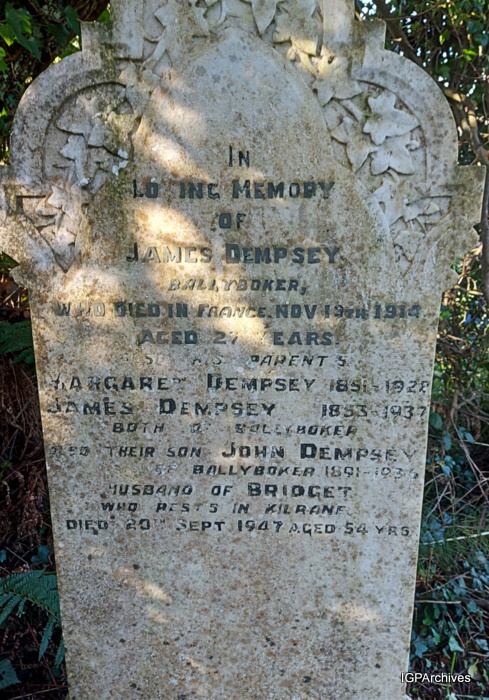 IN
LOVING MEMORY
OF
JAMES DEMPSEY
BALLYBOKER,
WHO DIED IN FRANCE, NOV 19TH 1914
AGED 27 YEARS.
ALSO HIS PARENTS
MARGARET DEMPSEY 1851-1928
JAMES DEMPSEY 1853-1937
BOTH OF BALLYBOKER
ALSO THEIR SON JOHN DEMPSEY
OF BALLYBOKER 1891-
HUSBAND OF BRIDGET
WHO RESTS IN KILRANE
DIED 20TH SEPT 1947 AGED 54 YRS
IGPArchives